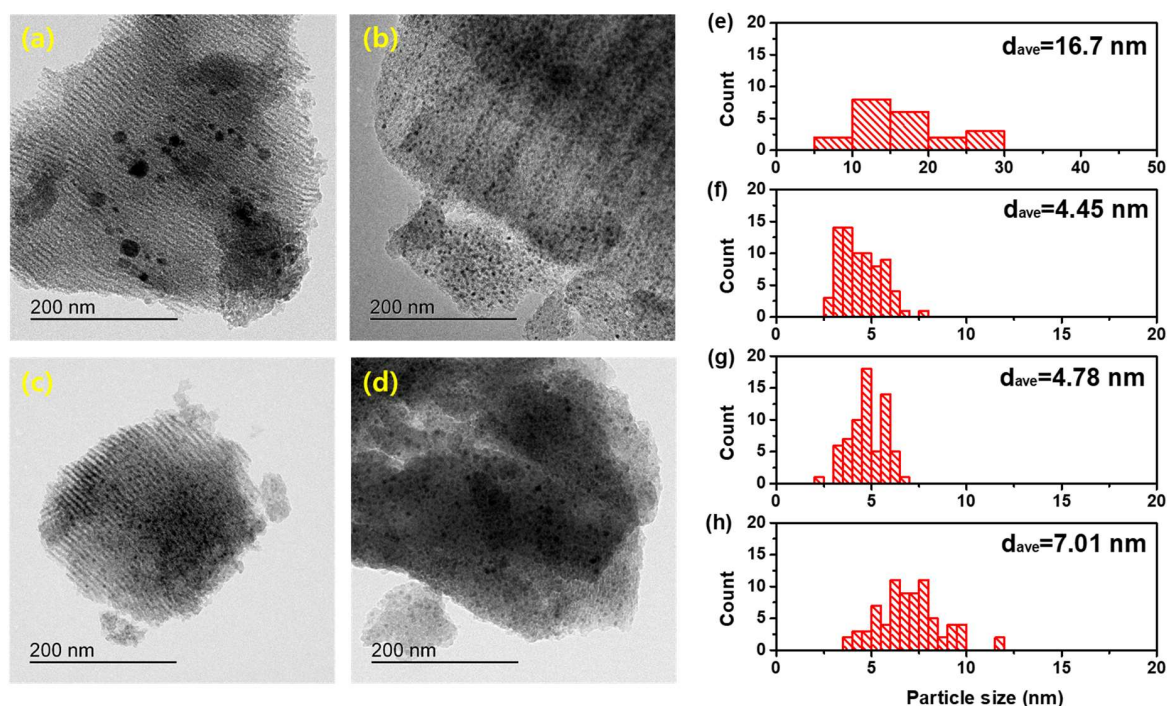 (a)
200 nm
(b)
200 nm
(c)
200 nm
(d)
200 nm
(e)
20
15
10
5
0
Count
dave=16.7 nm
0 10 20 30 40 50
(f)
20
15
10
5
0
Count
dave=4.45 nm
0 5 10 15 20
(g)
20
15
10
5
0
Count
dave=4.78 nm
0 5 10 15 20
(h)
20
15
10
5
0
Count
dave=7.01 nm
0 5 10 15 20
Particle size (nm)